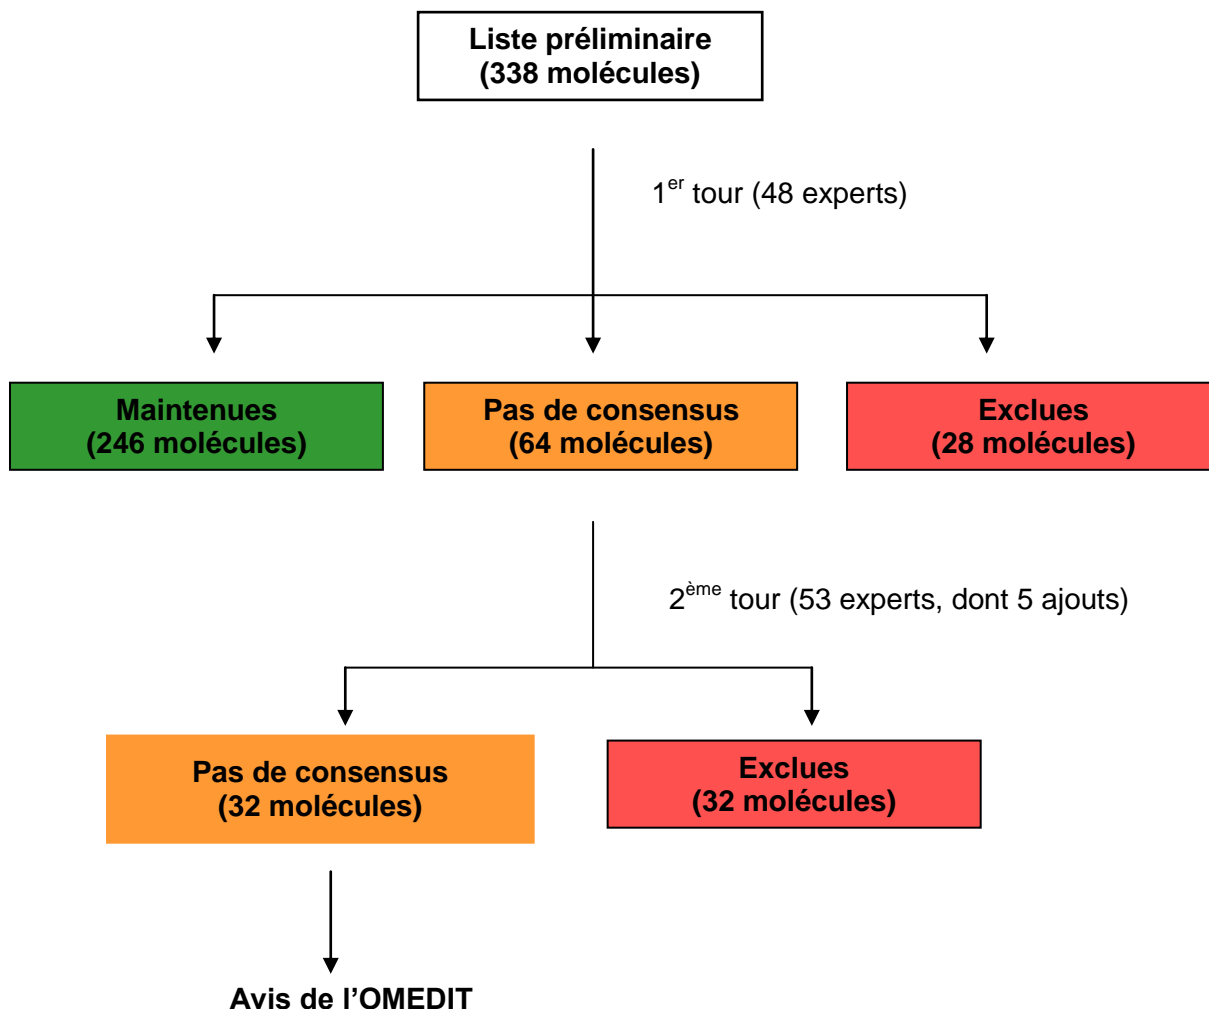 Liste préliminaire
(338 molécules)
1er tour (48 experts)
Maintenues
(246 molécules)
Pas de consensus
(64 molécules)
Exclues
(28 molécules)
2ème tour (53 experts, dont 5 ajouts)
Pas de consensus
(32 molécules)
Exclues
(32 molécules)
Avis de l’OMEDIT